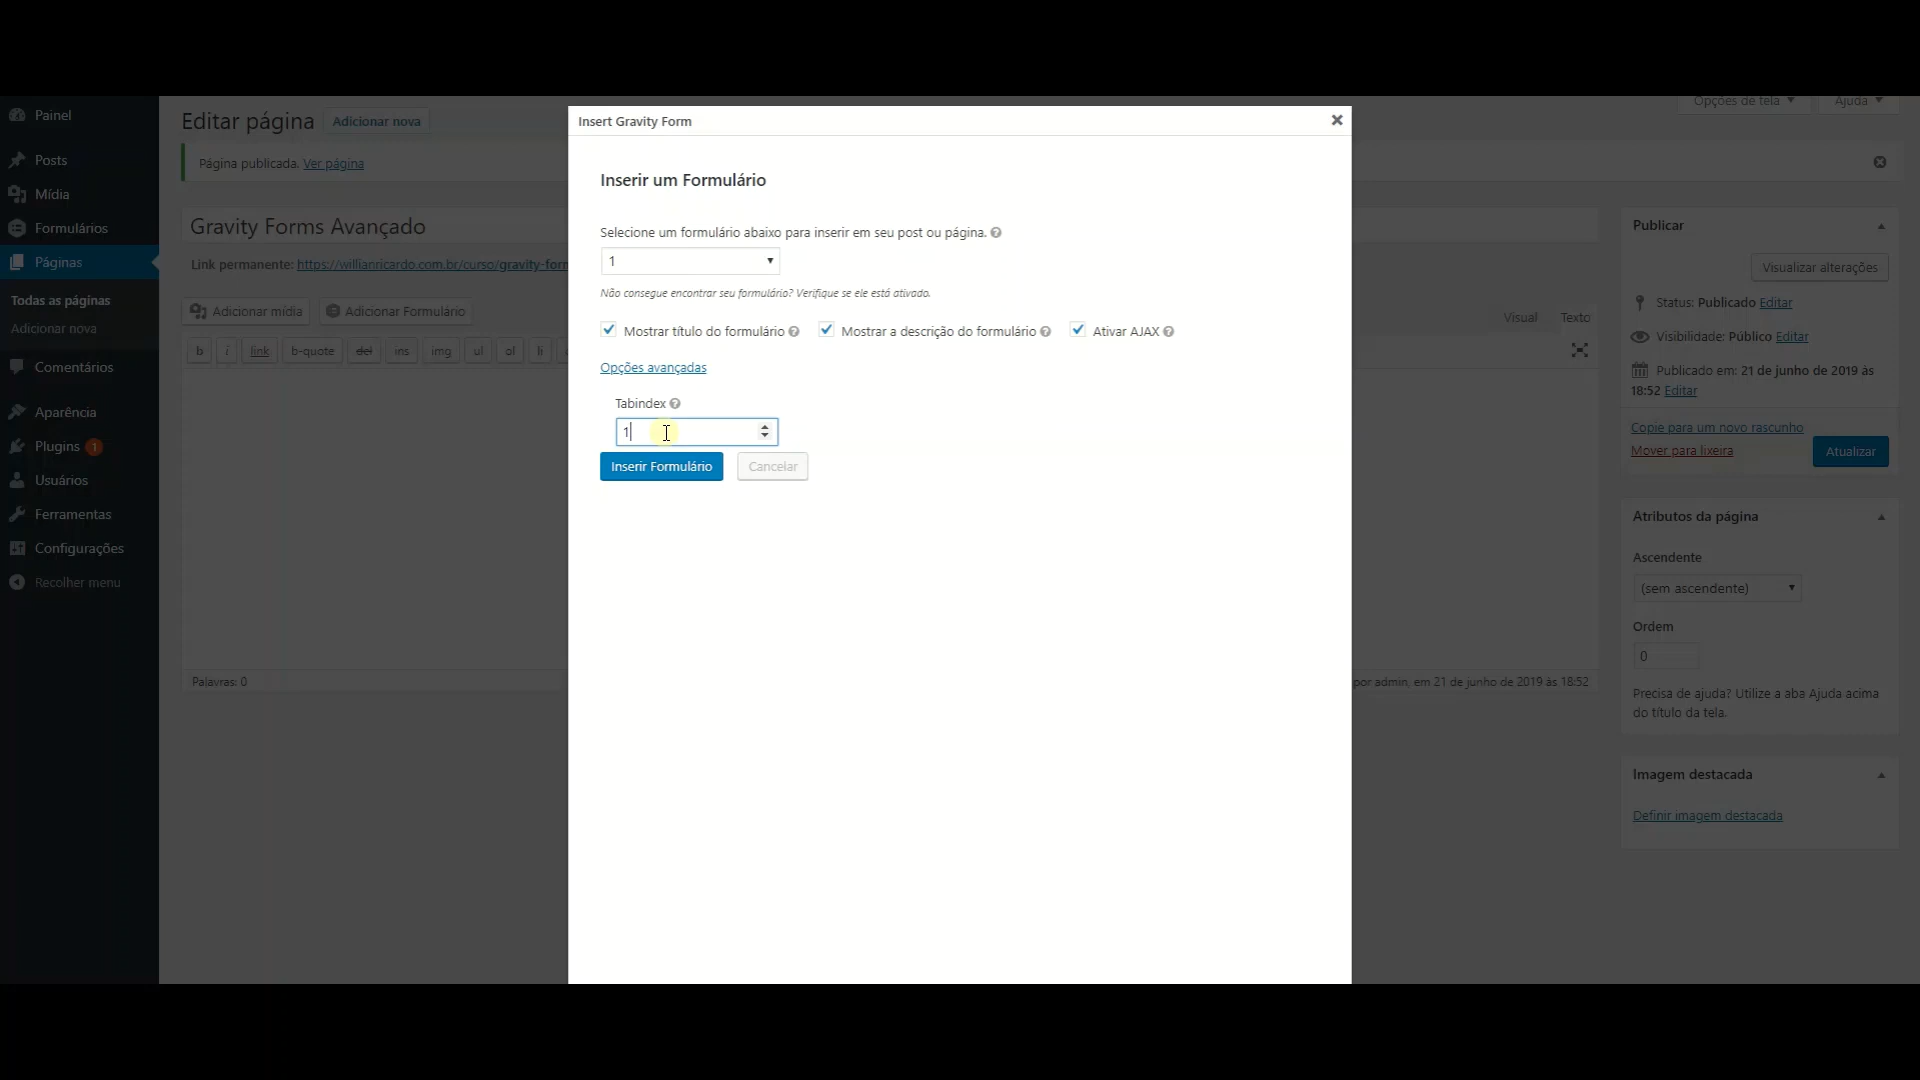 Painel
Posts
Mídia
Formulários
Páginas
Todas as páginas
Adicionar nova
Comentários
Aparência
Plugins 1
Usuários
Ferramentas
Configurações
Recolher menu
Opções de tela
Ajuda
Editar página
Adicionar nova
Página publicada. Ver página
Gravity Forms Avançado
Link permanente: https://willianricardo.com.br/curso/gravity-form
Adicionar mídia
Adicionar Formulário
Visual
Texto
b
i
link
b-quote
del
ins
img
ul
ol
li
Palavras: 0
por admin, em 21 de junho de 2019 às 18:52
Insert Gravity Form
Inserir um Formulário
Selecione um formulário abaixo para inserir em seu post ou página.
1
Não consegue encontrar seu formulário? Verifique se ele está ativado.
Mostrar título do formulário
Mostrar a descrição do formulário
Ativar AJAX
Opções avançadas
Tabindex
1
Inserir Formulário
Cancelar
Publicar
Visualizar alterações
Status: Publicado Editar
Visibilidade: Público Editar
Publicado em: 21 de junho de 2019 às
18:52 Editar
Copie para um novo rascunho
Mover para lixeira
Atualizar
Atributos da página
Ascendente
(sem ascendente)
Ordem
0
Precisa de ajuda? Utilize a aba Ajuda acima
do título da tela.
Imagem destacada
Definir imagem destacada